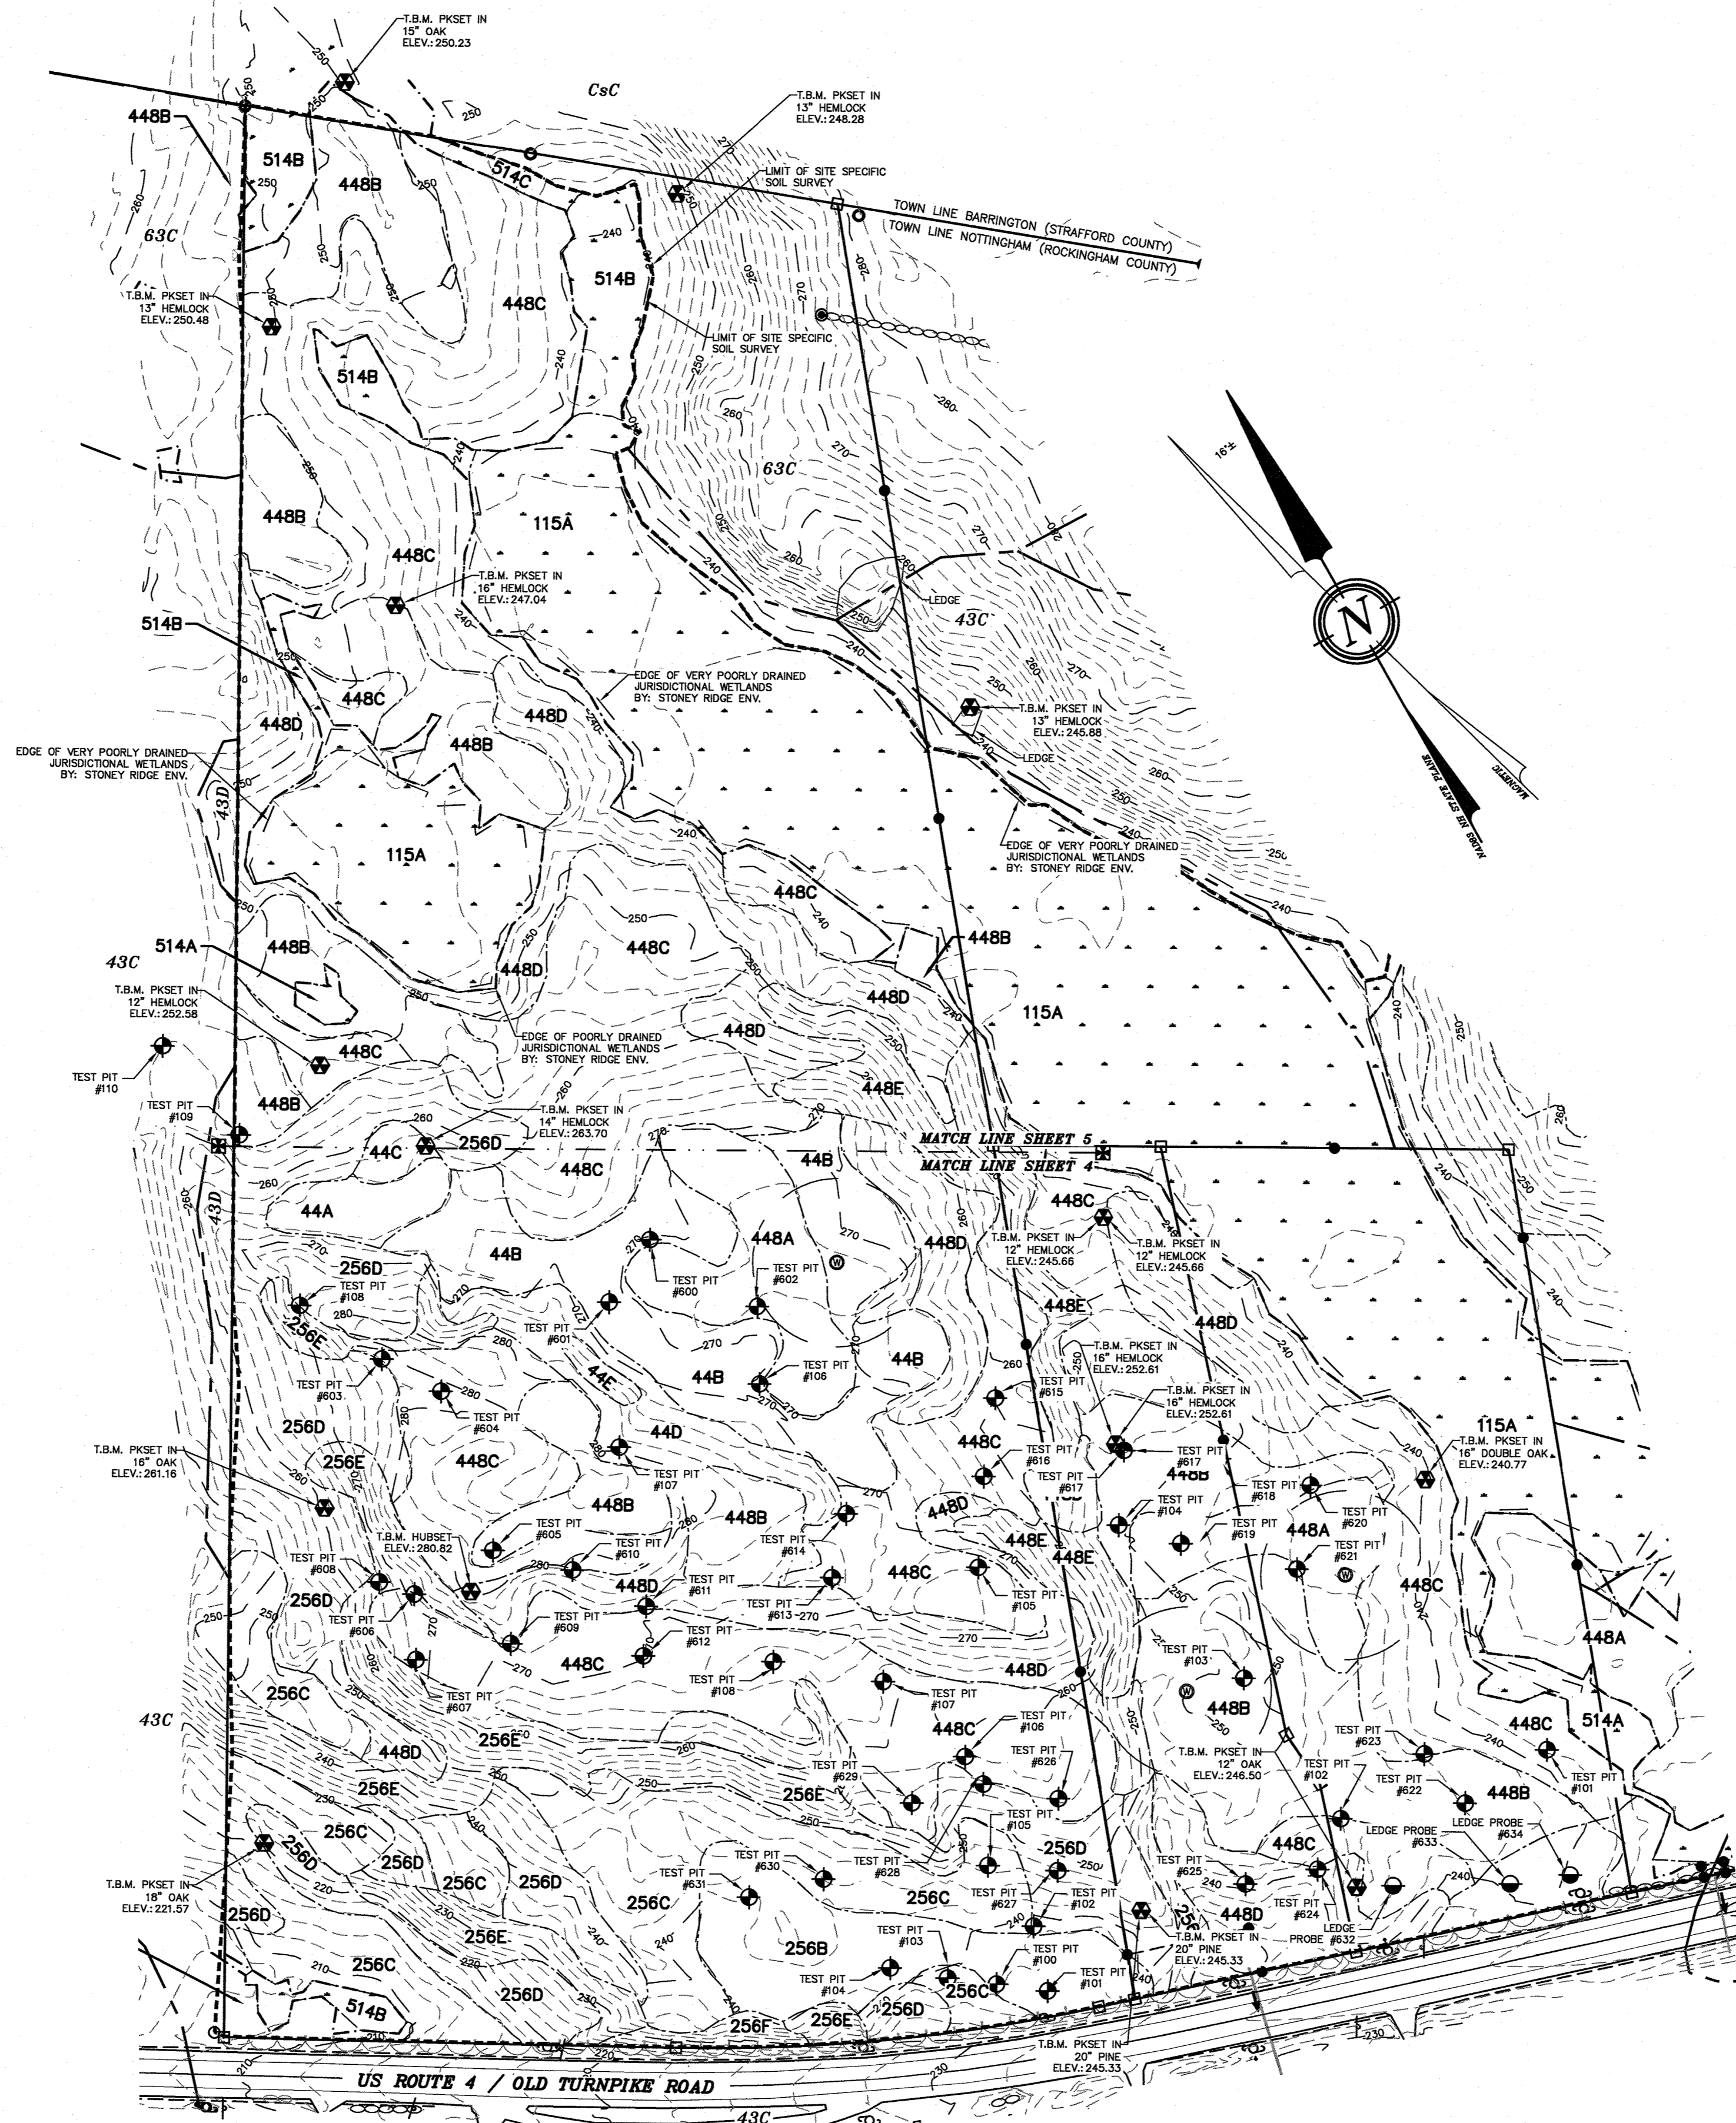 T.B.M. PKSET IN
15" OAK
ELEV.: 250.23
CsC
T.B.M. PKSET IN
13" HEMLOCK
ELEV.: 248.28
448B
514B
448B
514C
LIMIT OF SITE SPECIFIC
SOIL SURVEY
TOWN LINE BARRINGTON (STRAFFORD COUNTY)
TOWN LINE NOTTINGHAM (ROCKINGHAM COUNTY)
63C
514B
T.B.M. PKSET IN
13" HEMLOCK
ELEV.: 250.48
448C
LIMIT OF SITE SPECIFIC
SOIL SURVEY
514B
16°±
N
MAGNETIC
NAD83 NH STATE PLANE
63C
448B
115A
448C
T.B.M. PKSET IN
16" HEMLOCK
ELEV.: 247.04
LEDGE
43C
514B
EDGE OF VERY POORLY DRAINED
JURISDICTIONAL WETLANDS
BY: STONEY RIDGE ENV.
448C
448D
448D
448B
T.B.M. PKSET IN
13" HEMLOCK
ELEV.: 245.88
LEDGE
EDGE OF VERY POORLY DRAINED
JURISDICTIONAL WETLANDS
BY: STONEY RIDGE ENV.
43D
115A
EDGE OF VERY POORLY DRAINED
JURISDICTIONAL WETLANDS
BY: STONEY RIDGE ENV.
448C
448B
514A
448B
448C
43C
448D
T.B.M. PKSET IN
12" HEMLOCK
ELEV.: 252.58
448D
115A
448D
EDGE OF POORLY DRAINED
JURISDICTIONAL WETLANDS
BY: STONEY RIDGE ENV.
448C
TEST PIT
#110
448E
TEST PIT
#109
448B
T.B.M. PKSET IN
14" HEMLOCK
ELEV.: 263.70
MATCH LINE SHEET 5
MATCH LINE SHEET 4
44C
256D
448C
44B
43D
44A
44B
448A
448D
448C
T.B.M. PKSET IN
12" HEMLOCK
ELEV.: 245.66
T.B.M. PKSET IN
12" HEMLOCK
ELEV.: 245.66
256D
TEST PIT
#108
TEST PIT
#600
TEST PIT
#602
W
256E
TEST PIT
#601
448E
448D
T.B.M. PKSET IN
16" HEMLOCK
ELEV.: 252.61
44B
44B
TEST PIT
#106
TEST PIT
#603
44E
TEST PIT
#615
T.B.M. PKSET IN
16" HEMLOCK
ELEV.: 252.61
TEST PIT
#604
256D
44D
448C
115A
T.B.M. PKSET IN
16" OAK
ELEV.: 261.16
256E
448C
TEST PIT
#107
TEST PIT
#616
TEST PIT
#617
TEST PIT
#617
448B
T.B.M. PKSET IN
16" DOUBLE OAK
ELEV.: 240.77
TEST PIT
#618
448B
448B
448D
TEST PIT
#104
TEST PIT
#619
TEST PIT
#620
448A
T.B.M. HUBSET
ELEV.: 280.82
TEST PIT
#605
TEST PIT
#610
TEST PIT
#614
448E
448E
TEST PIT
#621
W
TEST PIT
#608
256D
448D
TEST PIT
#611
448C
TEST PIT
#105
448C
TEST PIT
#606
TEST PIT
#609
TEST PIT
#613
448A
TEST PIT
#612
448C
TEST PIT
#108
448D
TEST PIT
#103
256C
TEST PIT
#607
TEST PIT
#107
W
448B
43C
256E
448C
TEST PIT
#106
448C
514A
448D
TEST PIT
#626
T.B.M. PKSET IN
12" OAK
ELEV.: 246.50
TEST PIT
#623
TEST PIT
#102
TEST PIT
#622
TEST PIT
#101
256E
TEST PIT
#629
256E
448B
TEST PIT
#105
256C
256D
256D
256D
448C
LEDGE PROBE
#633
LEDGE PROBE
#634
T.B.M. PKSET IN
18" OAK
ELEV.: 221.57
256C
256D
TEST PIT
#631
TEST PIT
#630
TEST PIT
#628
TEST PIT
#625
256C
256C
TEST PIT
#627
TEST PIT
#102
448D
TEST PIT
#624
LEDGE
PROBE #632
256D
256E
256B
TEST PIT
#103
T.B.M. PKSET IN
20" PINE
ELEV.: 245.33
256C
TEST PIT
#104
TEST PIT
#100
TEST PIT
#101
256D
256C
514B
256F
256E
256D
T.B.M. PKSET IN
20" PINE
ELEV.: 245.33
US ROUTE 4 / OLD TURNPIKE ROAD
43C